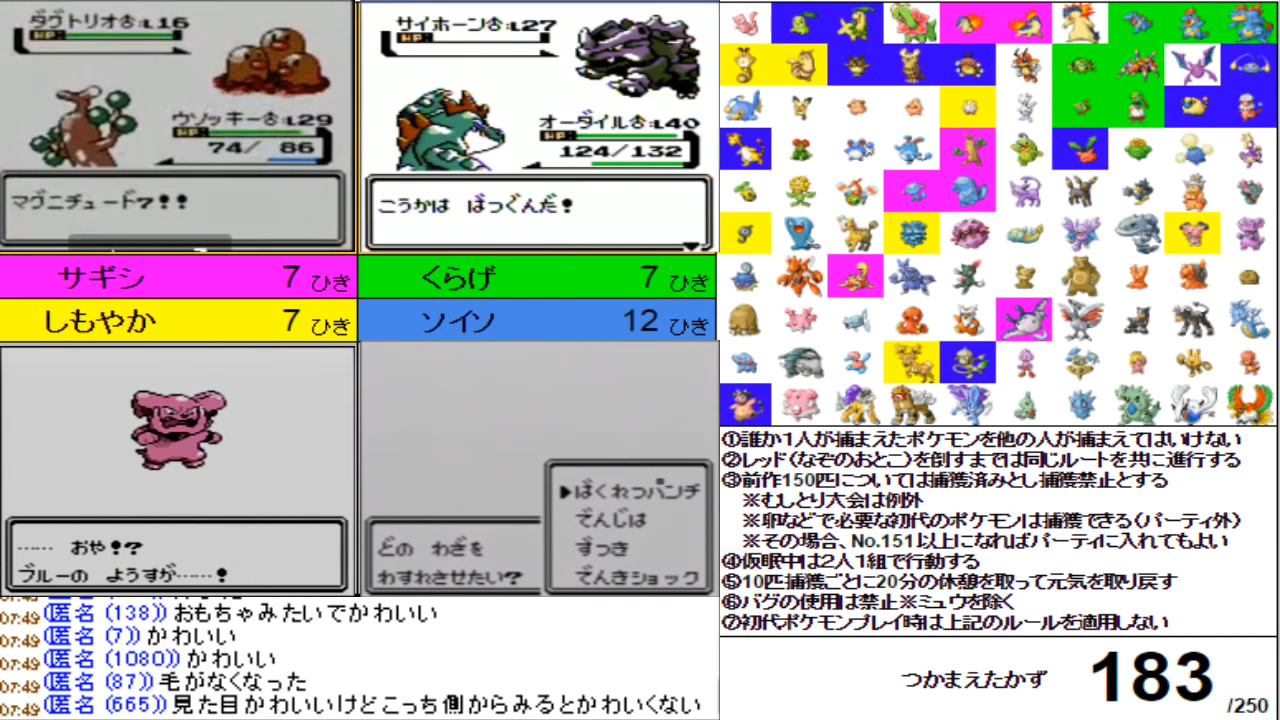 ダグトリオ♂:L16
HP
ウソッキー♂:L29
HP
74/ 86
マグニチュード7!!
サイホーン♂:L27
HP
オーダイル♂:L40
HP
124/132
こうかは ばつぐんだ!
サギシ 7 ひき
くらげ 7 ひき
しもやか 7 ひき
ソイソ 12 ひき
…… おや!?
ブルーの ようすが……!
どの わざを
わすれさせたい?
▶ばくれつパンチ
でんじは
ずつき
でんきショック
07:49 (匿名 (138)) おもちゃみたいでかわいい
07:49 (匿名 (7)) かわいい
07:49 (匿名 (1080)) かわいい
07:49 (匿名 (87)) 毛がなくなった
07:49 (匿名 (665)) 見た目かわいいけどこっち側からみるとかわいくない
①誰か1人が捕まえたポケモンを他の人が捕まえてはいけない
②レッド(なぞのおとこ)を倒すまでは同じルートを共に進行する
③前作150匹については捕獲済みとし捕獲禁止とする
※むしとり大会は例外
※卵などで必要な初代のポケモンは捕獲できる(パーティ外)
※その場合、No.151以上になればパーティに入れてもよい
④仮眠中は2人1組で行動する
⑤10匹捕獲ごとに20分の休憩を取って元気を取り戻す
⑥バグの使用は禁止※ミュウを除く
⑦初代ポケモンプレイ時は上記のルールを適用しない
つかまえたかず 183 /250